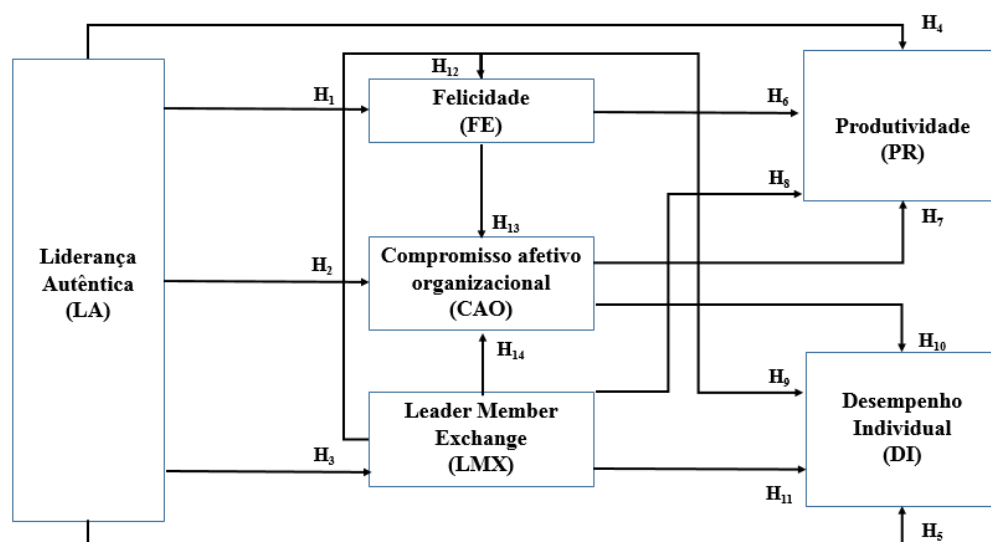 H4
H12
H1
Felicidade
(FE)
H6
Produtividade
(PR)
H8
H13
H7
Liderança
Autêntica
(LA)
H2
Compromisso afetivo
organizacional
(CAO)
H14
H10
H9
Leader Member
Exchange
(LMX)
Desempenho
Individual
(DI)
H3
H11
H5